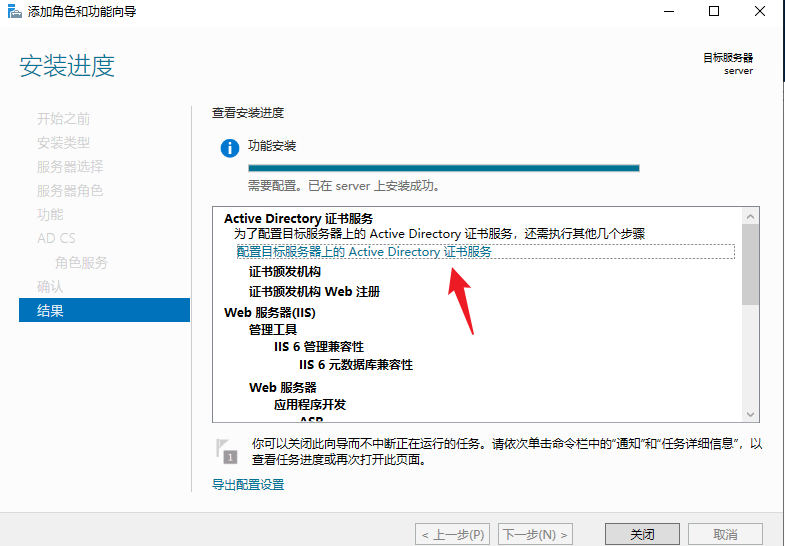 添加角色和功能向导
安装进度
目标服务器
server
开始之前
安装类型
服务器选择
服务器角色
功能
AD CS
角色服务
确认
结果
查看安装进度
功能安装
需要配置。已在 server 上安装成功。
Active Directory 证书服务
为了配置目标服务器上的 Active Directory 证书服务，还需执行其他几个步骤
配置目标服务器上的 Active Directory 证书服务
证书颁发机构
证书颁发机构 Web 注册
Web 服务器(IIS)
管理工具
IIS 6 管理兼容性
IIS 6 元数据库兼容性
Web 服务器
应用程序开发
ASP
1
你可以关闭此向导而不中断正在运行的任务。请依次单击命令栏中的“通知”和“任务详细信息”，以
查看任务进度或再次打开此页面。
导出配置设置
< 上一步(P)
下一步(N) >
关闭
取消